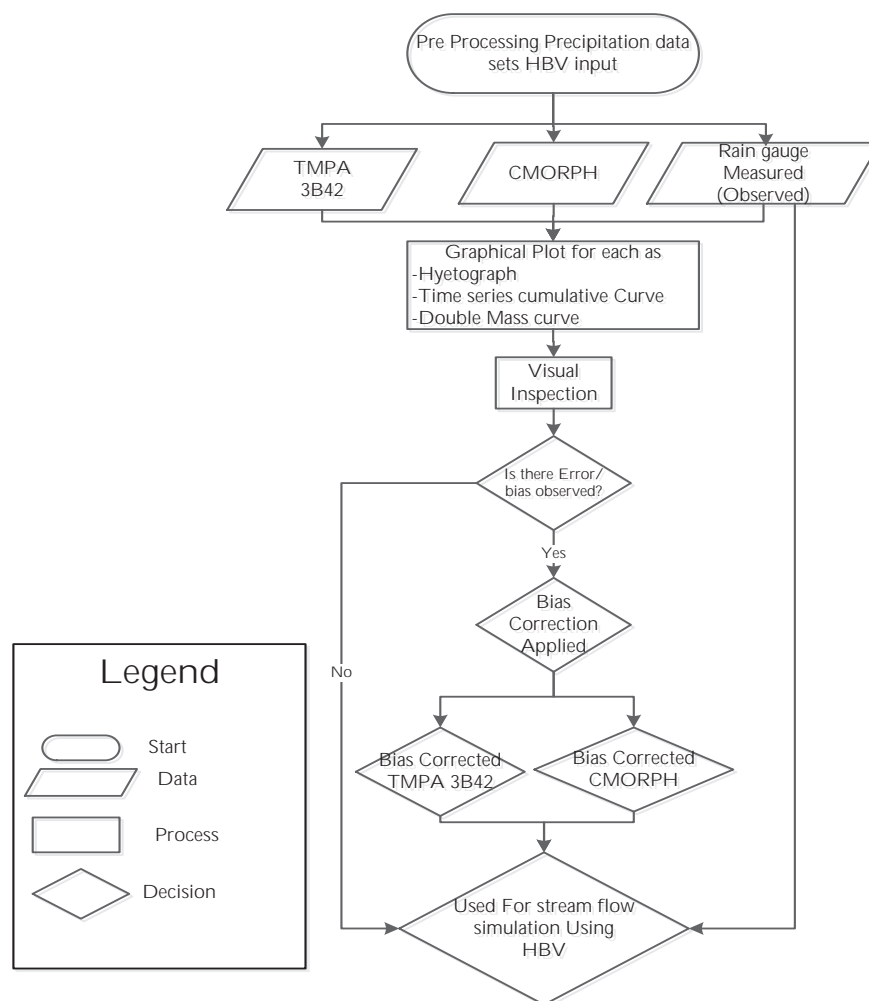 Pre Processing Precipitation data
sets HBV input
TMPA
3B42
CMORPH
Rain gauge
Measured
(Observed)
Graphical Plot for each as
-Hyetograph
-Time series cumulative Curve
-Double Mass curve
Visual
Inspection
Is there Error/
bias observed?
Yes
Bias
Correction
Applied
No
Bias Corrected
TMPA 3B42
Bias Corrected
CMORPH
Used For stream flow
simulation Using
HBV
Legend
Start
Data
Process
Decision